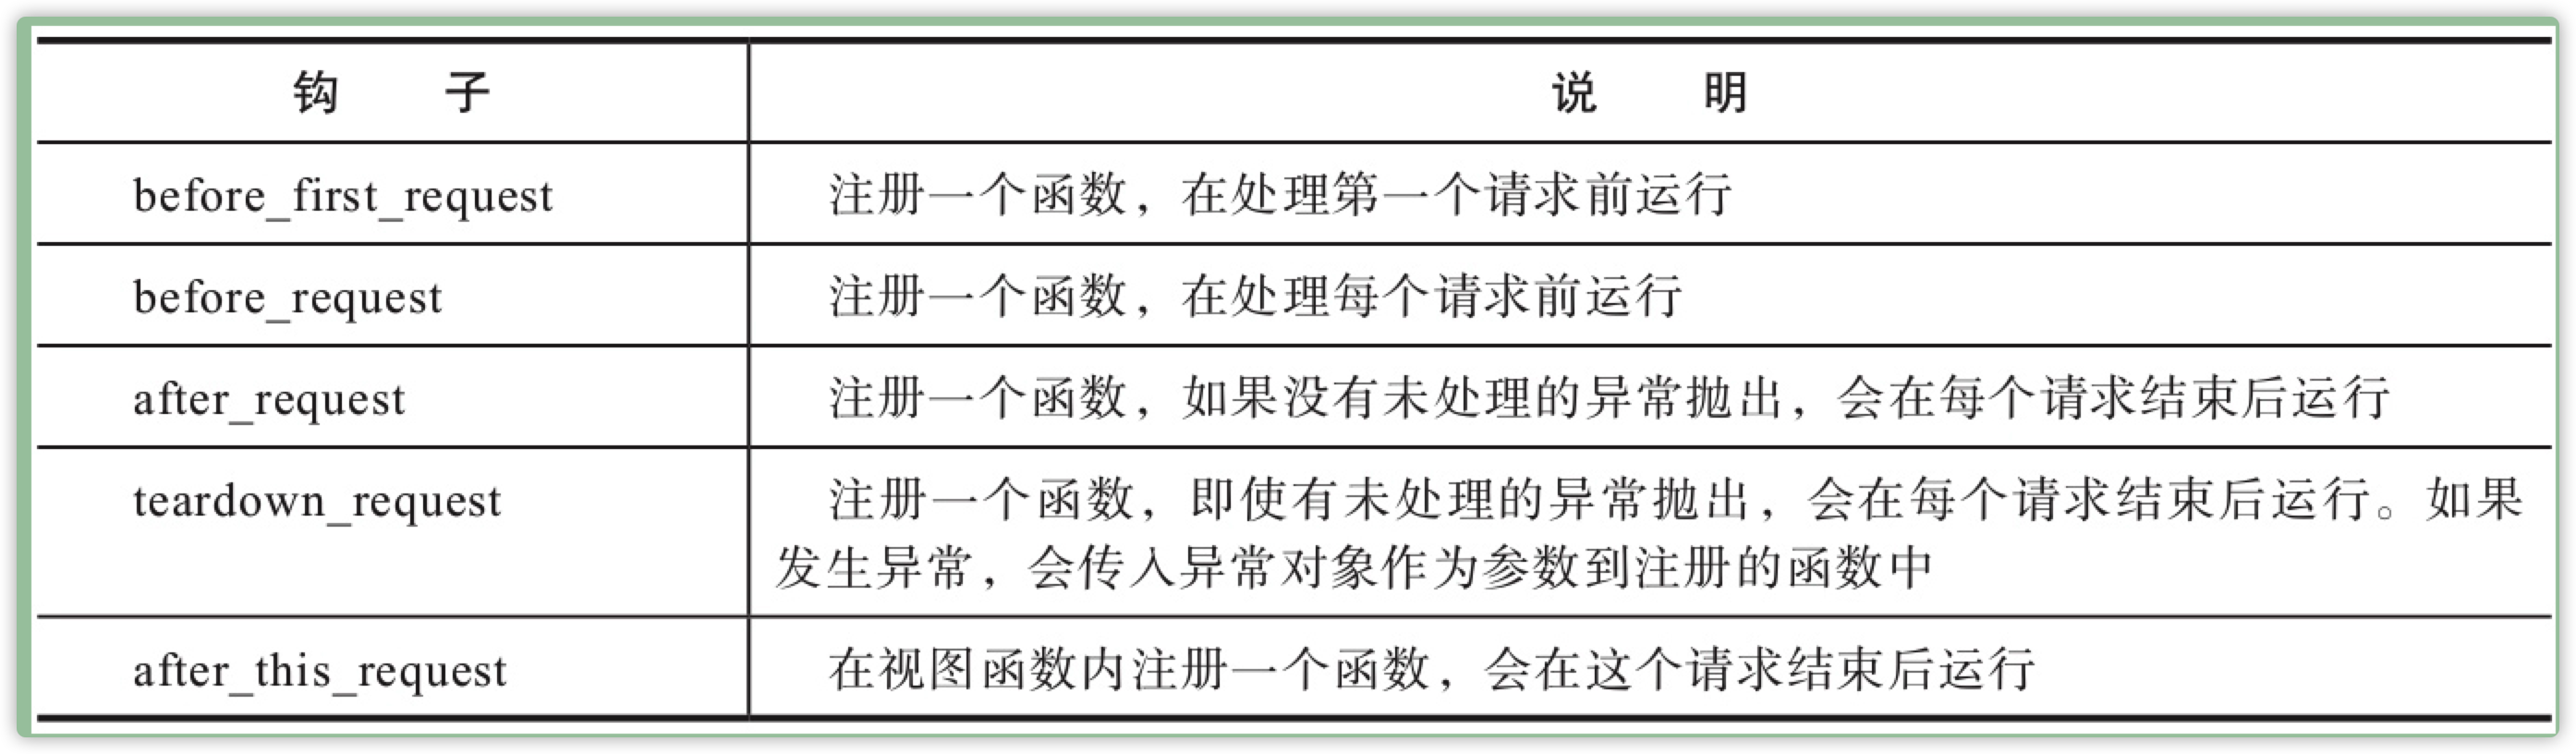 钩 子 说 明
before_first_request 注册一个函数，在处理第一个请求前运行
before_request 注册一个函数，在处理每个请求前运行
after_request 注册一个函数，如果没有未处理的异常抛出，会在每个请求结束后运行
teardown_request 注册一个函数，即使有未处理的异常抛出，会在每个请求结束后运行。如果
发生异常，会传入异常对象作为参数到注册的函数中
after_this_request 在视图函数内注册一个函数，会在这个请求结束后运行